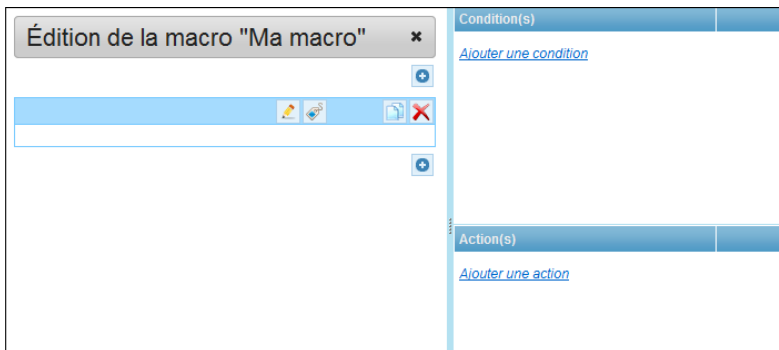 Édition de la macro "Ma macro"
Condition(s)
Ajouter une condition
Action(s)
Ajouter une action